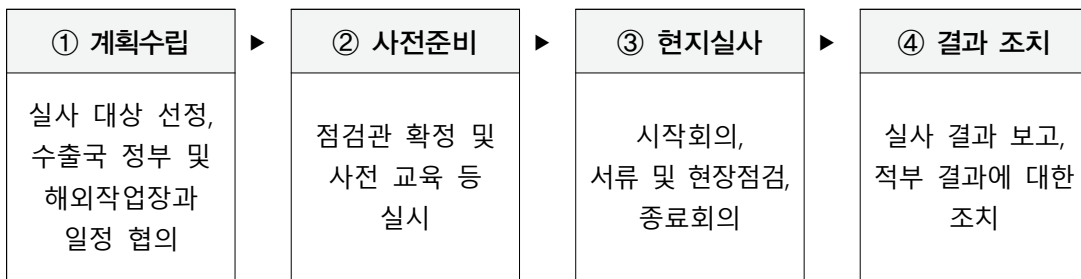 ① 계획수립 ▶ ② 사전준비 ▶ ③ 현지실사 ▶ ④ 결과 조치
실사 대상 선정,
수출국 정부 및
해외작업장과
일정 협의
점검관 확정 및
사전 교육 등
실시
시작회의,
서류 및 현장점검,
종료회의
실사 결과 보고,
적부 결과에 대한
조치